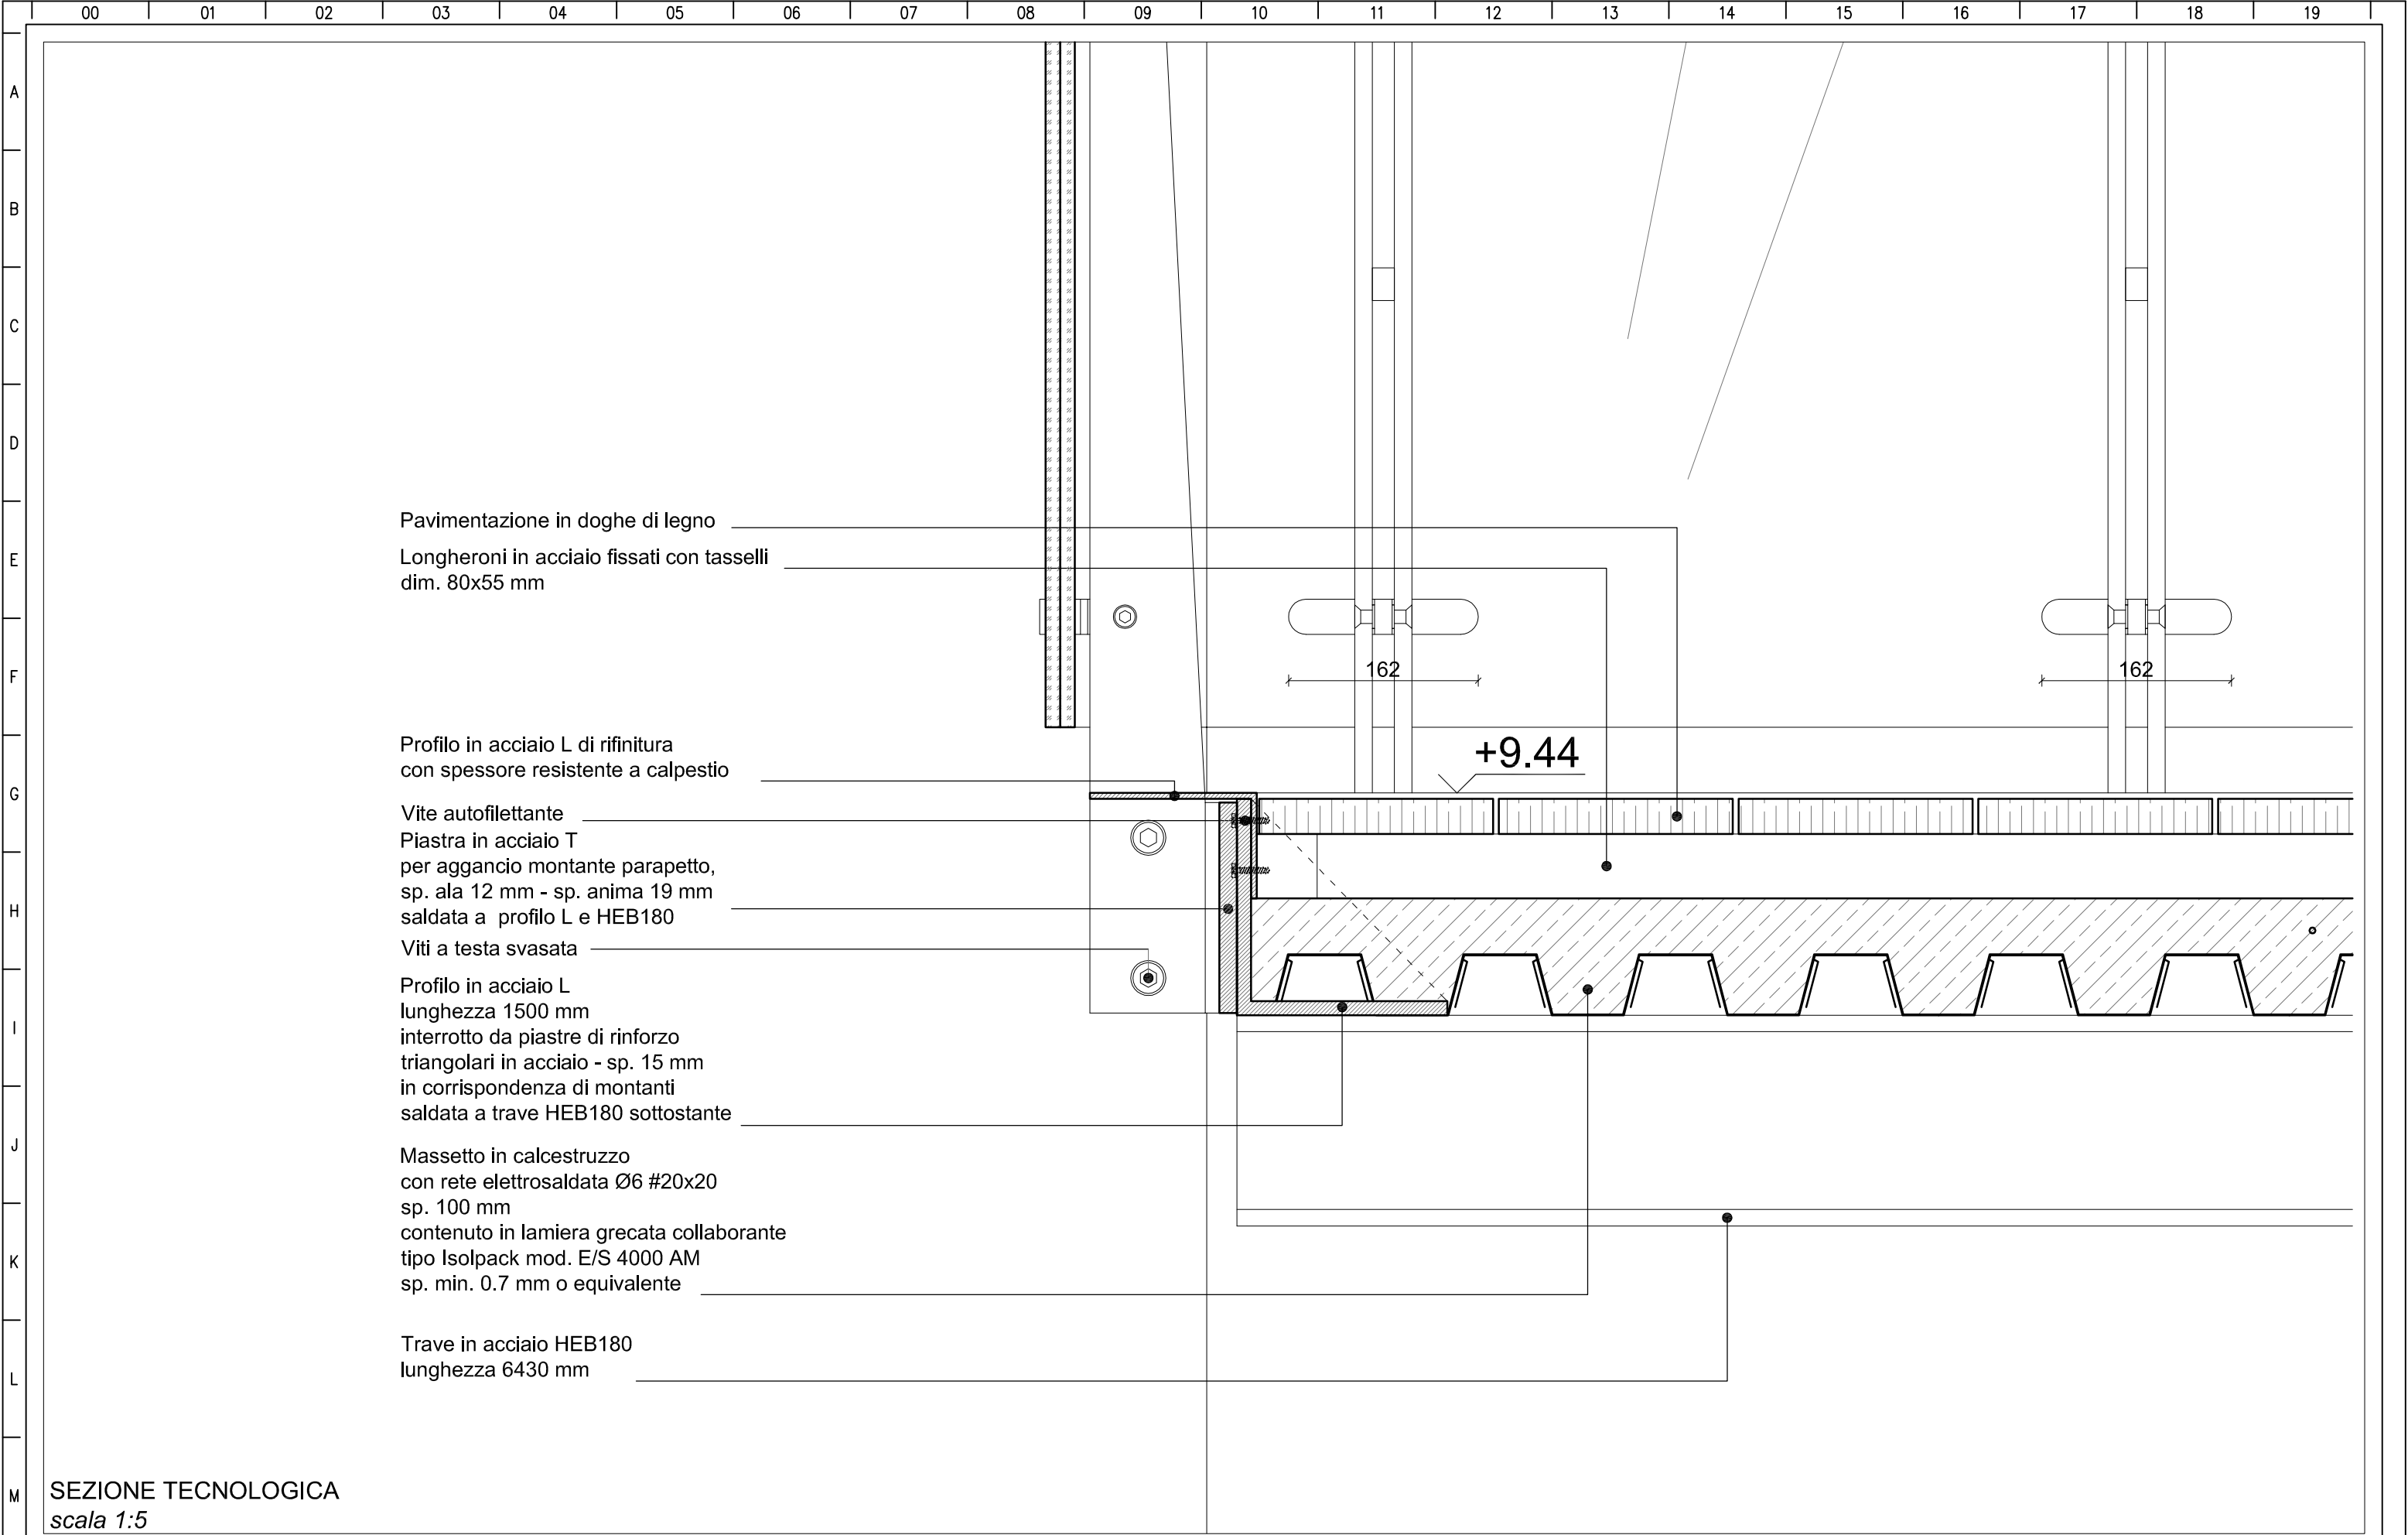 00 01 02 03 04 05 06 07 08 09 10 11 12 13 14 15 16 17 18 19
A
B
C
D
E
F
G
H
I
J
K
L
M
Pavimentazione in doghe di legno
Longheroni in acciaio fissati con tasselli
dim. 80x55 mm
162
162
Profilo in acciaio L di rifinitura
con spessore resistente a calpestio
+9.44
Vite autofilettante
Piastra in acciaio T
per aggancio montante parapetto,
sp. ala 12 mm - sp. anima 19 mm
saldata a profilo L e HEB180
Viti a testa svasata
Profilo in acciaio L
lunghezza 1500 mm
interrotto da piastre di rinforzo
triangolari in acciaio - sp. 15 mm
in corrispondenza di montanti
saldata a trave HEB180 sottostante
Massetto in calcestruzzo
con rete elettrosaldata Ø6 #20x20
sp. 100 mm
contenuto in lamiera grecata collaborante
tipo Isolpack mod. E/S 4000 AM
sp. min. 0.7 mm o equivalente
Trave in acciaio HEB180
lunghezza 6430 mm
SEZIONE TECNOLOGICA
scala 1:5